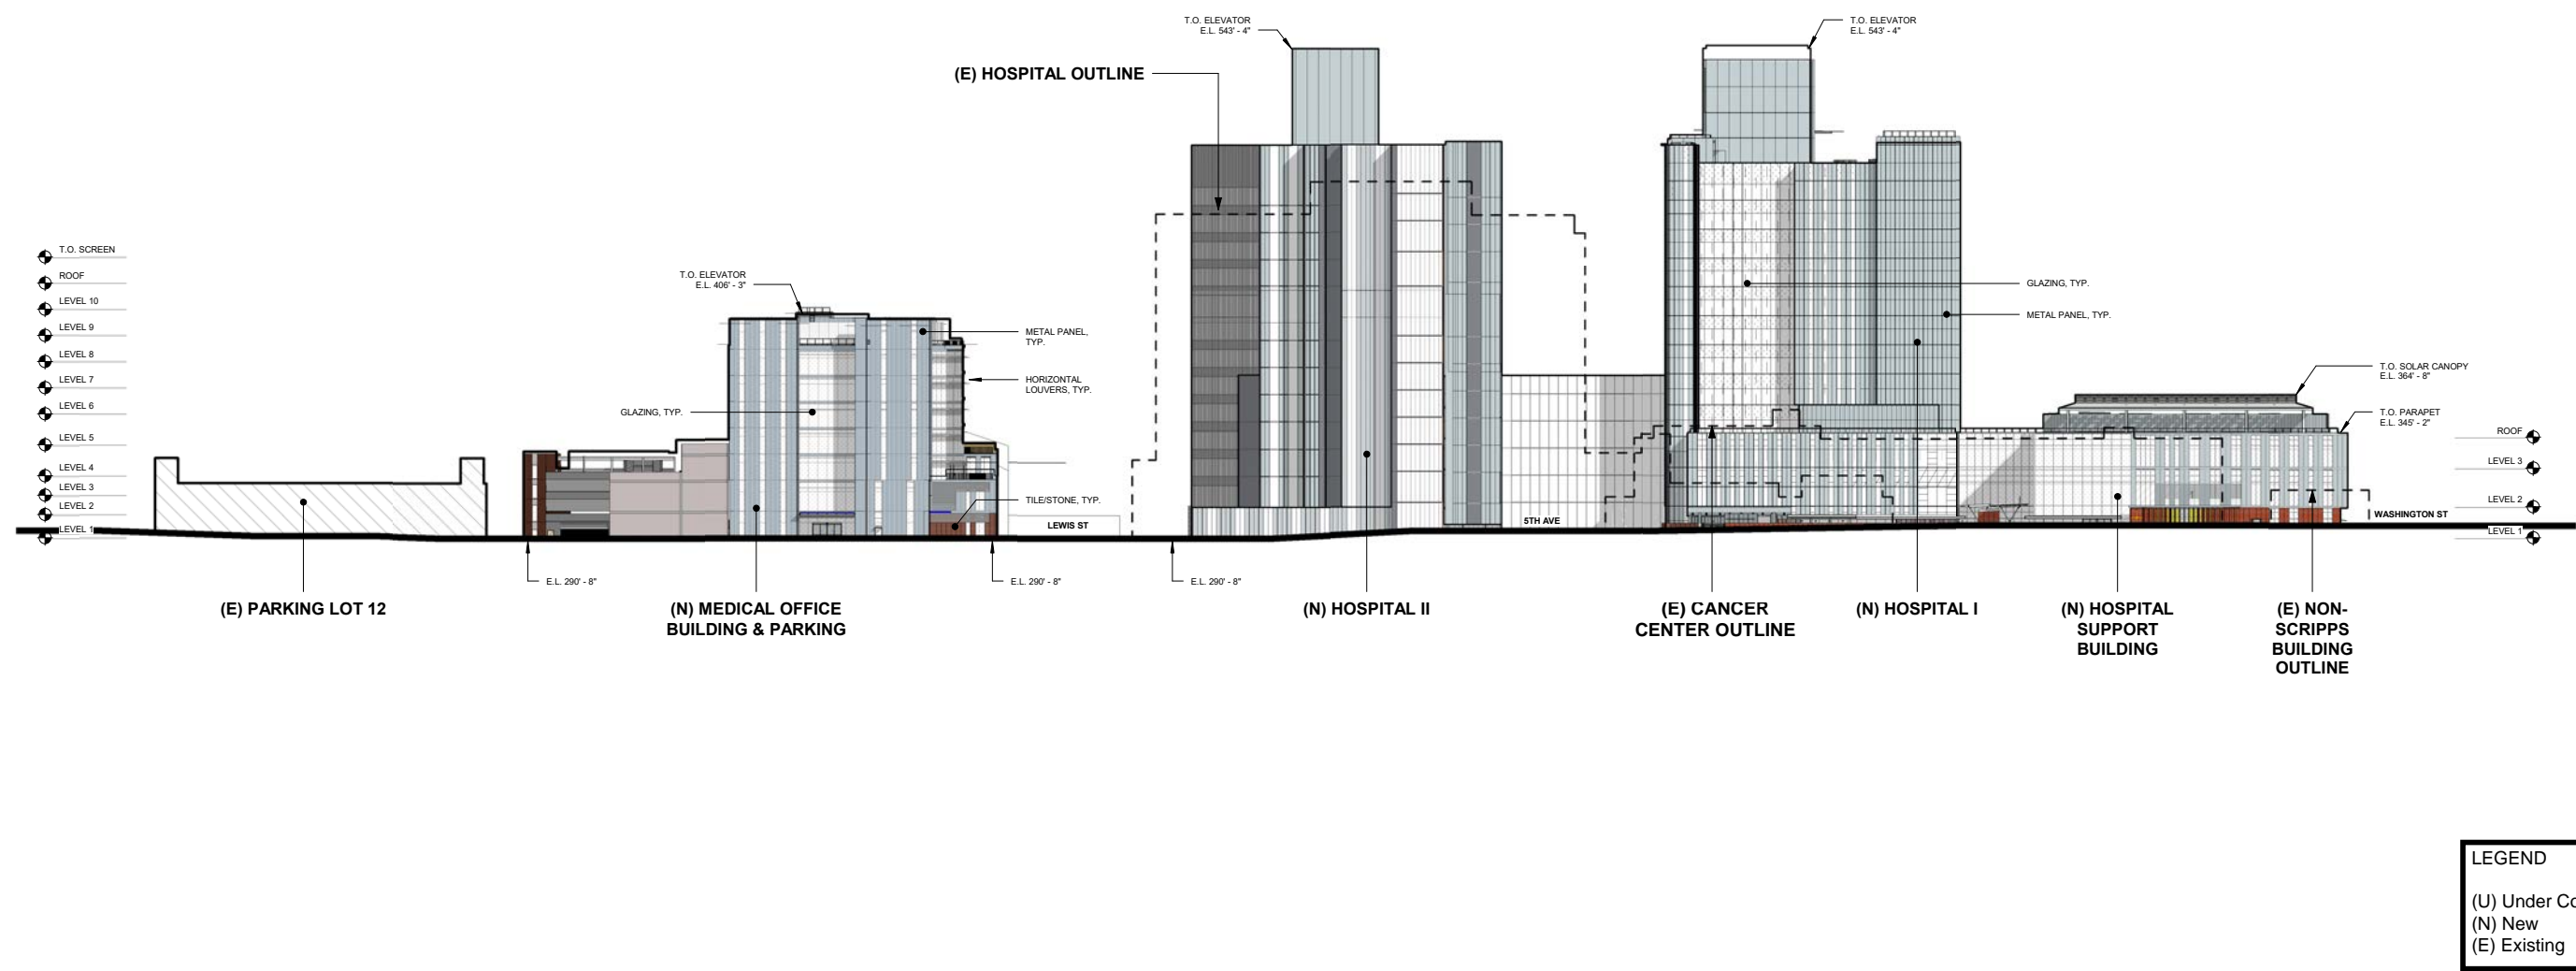 T.O. ELEVATOR
E.L. 543' - 4"
T.O. ELEVATOR
E.L. 543' - 4"
(E) HOSPITAL OUTLINE
T.O. SCREEN
ROOF
LEVEL 10
LEVEL 9
LEVEL 8
LEVEL 7
LEVEL 6
LEVEL 5
LEVEL 4
LEVEL 3
LEVEL 2
LEVEL 1
T.O. ELEVATOR
E.L. 406' - 3"
METAL PANEL,
TYP.
HORIZONTAL
LOUVERS, TYP.
GLAZING, TYP.
TILE/STONE, TYP.
LEWIS ST
5TH AVE
GLAZING, TYP.
METAL PANEL, TYP.
T.O. SOLAR CANOPY
E.L. 364' - 8"
T.O. PARAPET
E.L. 345' - 2"
ROOF
LEVEL 3
LEVEL 2
WASHINGTON ST
LEVEL 1
E.L. 290' - 8"
E.L. 290' - 8"
E.L. 290' - 8"
(E) PARKING LOT 12
(N) MEDICAL OFFICE
BUILDING & PARKING
(N) HOSPITAL II
(E) CANCER
CENTER OUTLINE
(N) HOSPITAL I
(N) HOSPITAL
SUPPORT
BUILDING
(E) NON-
SCRIPPS
BUILDING
OUTLINE
LEGEND
(U) Under Co
(N) New
(E) Existing